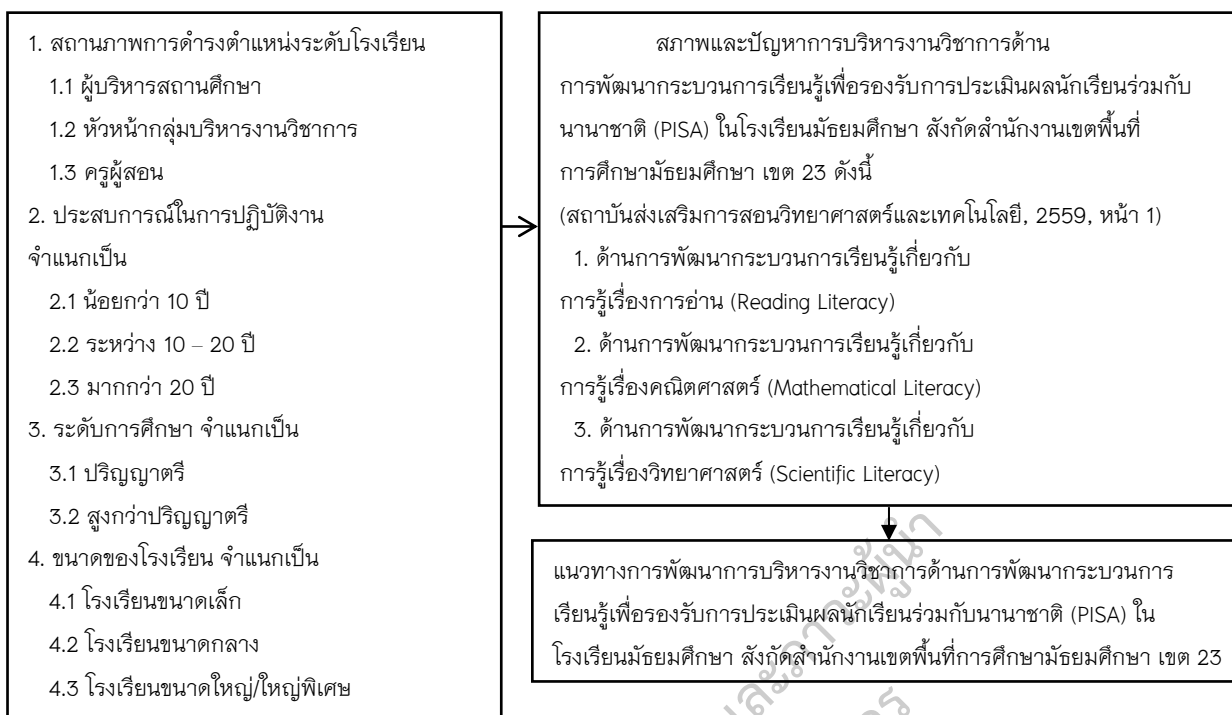 1. สถานภาพการดำรงตำแหน่งระดับโรงเรียน
1.1 ผู้บริหารสถานศึกษา
1.2 หัวหน้ากลุ่มบริหารงานวิชาการ
1.3 ครูผู้สอน
2. ประสบการณ์ในการปฏิบัติงาน
จำแนกเป็น
2.1 น้อยกว่า 10 ปี
2.2 ระหว่าง 10 – 20 ปี
2.3 มากกว่า 20 ปี
3. ระดับการศึกษา จำแนกเป็น
3.1 ปริญญาตรี
3.2 สูงกว่าปริญญาตรี
4. ขนาดของโรงเรียน จำแนกเป็น
4.1 โรงเรียนขนาดเล็ก
4.2 โรงเรียนขนาดกลาง
4.3 โรงเรียนขนาดใหญ่/ใหญ่พิเศษ
สภาพและปัญหาการบริหารงานวิชาการด้าน
การพัฒนากระบวนการเรียนรู้เพื่อรองรับการประเมินผลนักเรียนร่วมกับ
นานาชาติ (PISA) ในโรงเรียนมัธยมศึกษา สังกัดสำนักงานเขตพื้นที่
การศึกษามัธยมศึกษา เขต 23 ดังนี้
(สถาบันส่งเสริมการสอนวิทยาศาสตร์และเทคโนโลยี, 2559, หน้า 1)
1. ด้านการพัฒนากระบวนการเรียนรู้เกี่ยวกับ
การรู้เรื่องการอ่าน (Reading Literacy)
2. ด้านการพัฒนากระบวนการเรียนรู้เกี่ยวกับ
การรู้เรื่องคณิตศาสตร์ (Mathematical Literacy)
3. ด้านการพัฒนากระบวนการเรียนรู้เกี่ยวกับ
การรู้เรื่องวิทยาศาสตร์ (Scientific Literacy)
แนวทางการพัฒนาการบริหารงานวิชาการด้านการพัฒนากระบวนการ
เรียนรู้เพื่อรองรับการประเมินผลนักเรียนร่วมกับนานาชาติ (PISA) ใน
โรงเรียนมัธยมศึกษา สังกัดสำนักงานเขตพื้นที่การศึกษามัธยมศึกษา เขต 23